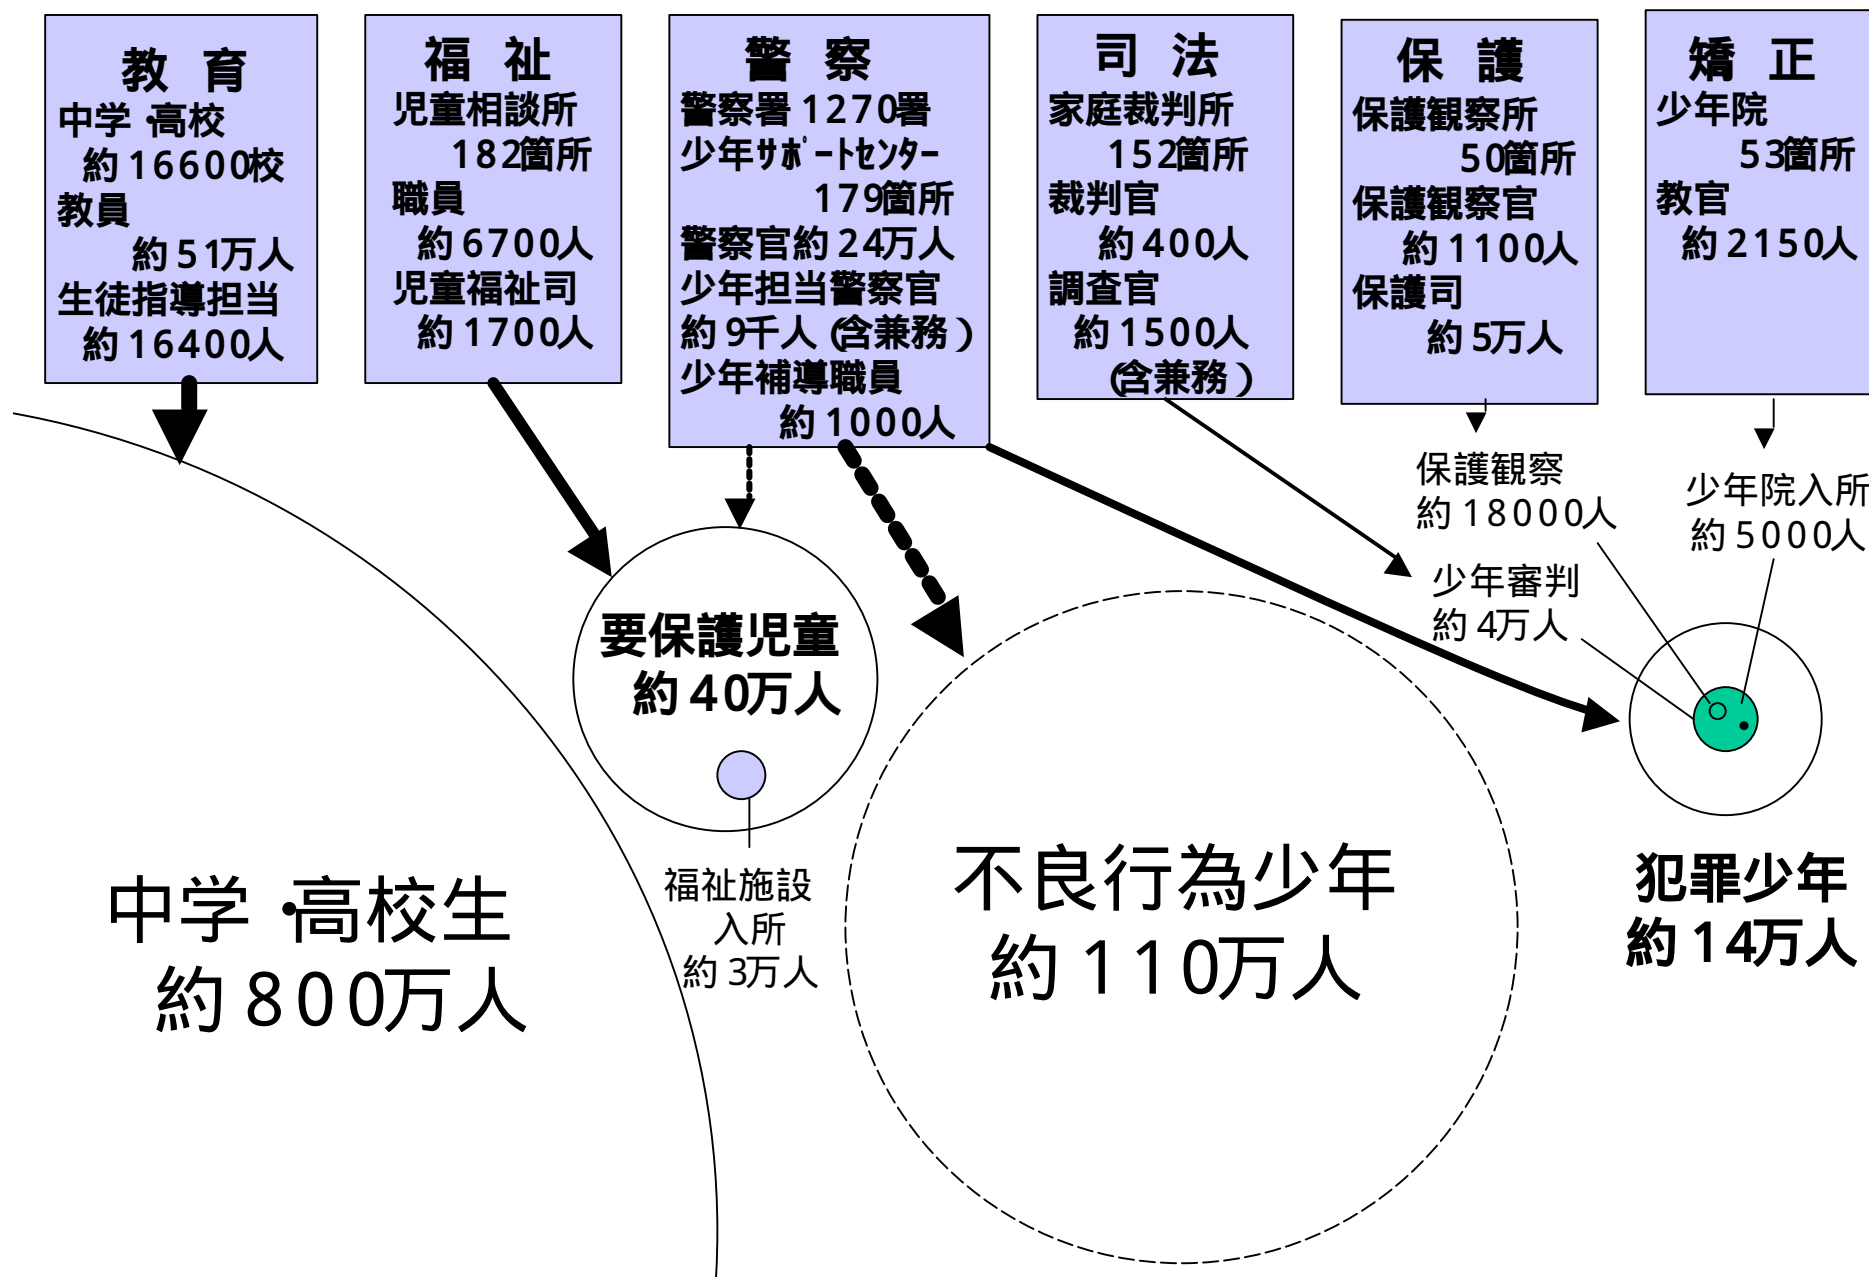 教 育
中学・高校
約16600校
教員
約51万人
生徒指導担当
約16400人
福 祉
児童相談所
182箇所
職員
約6700人
児童福祉司
約1700人
警 察
警察署1270署
少年ｻﾎﾟｰﾄｾﾝﾀｰ
179箇所
警察官約24万人
少年担当警察官
約9千人(含兼務)
少年補導職員
約1000人
司 法
家庭裁判所
152箇所
裁判官
約400人
調査官
約1500人
(含兼務)
保 護
保護観察所
50箇所
保護観察官
約1100人
保護司
約5万人
矯 正
少年院
53箇所
教官
約2150人
保護観察
約18000人
少年院入所
約5000人
少年審判
約4万人
要保護児童
約40万人
福祉施設
入所
約3万人
中学・高校生
約800万人
不良行為少年
約110万人
犯罪少年
約14万人